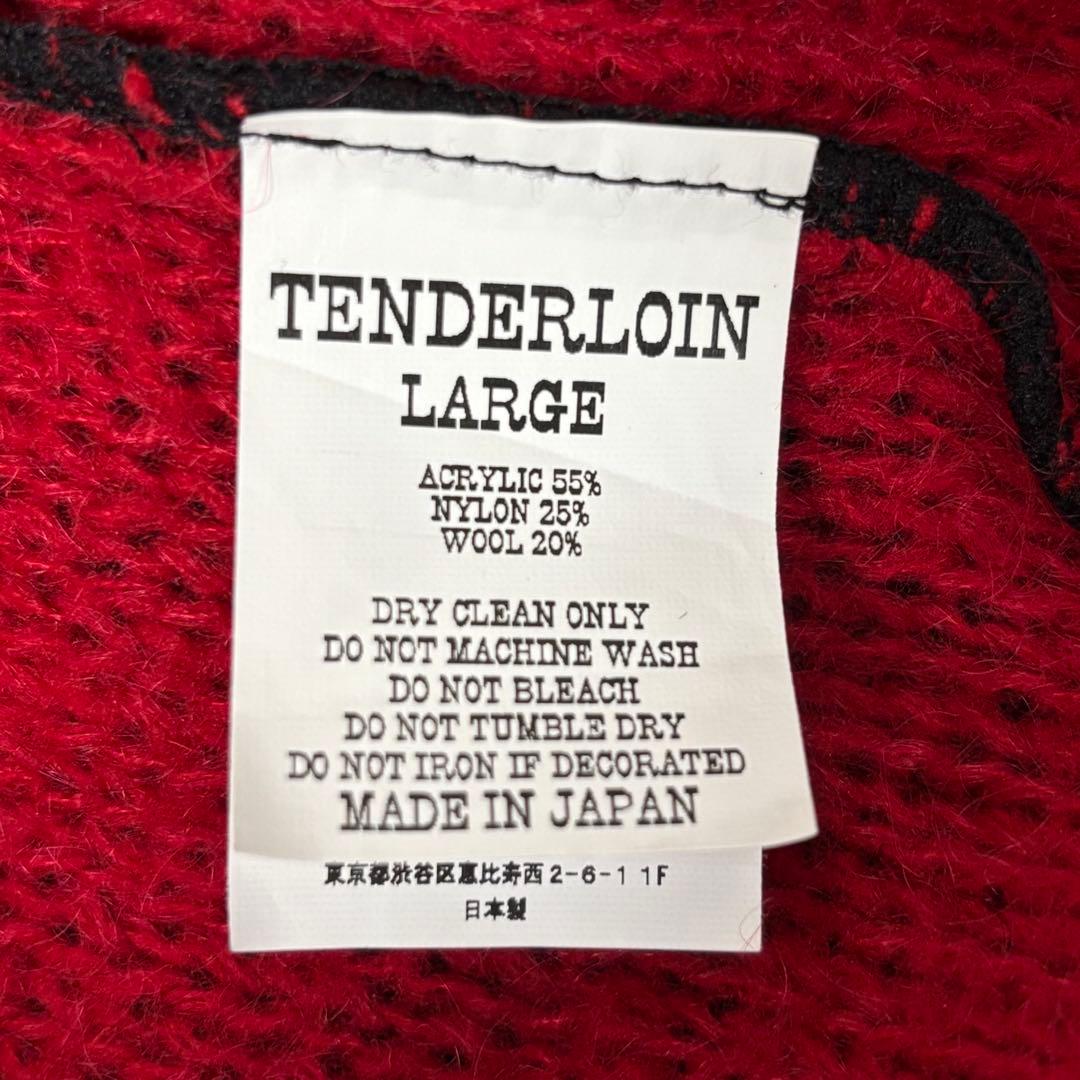 TENDERLOIN
LARGE
ACRYLIC 55%
NYLON 25%
WOOL 20%
DRY CLEAN ONLY
DO NOT MACHINE WASH
DO NOT BLEACH
DO NOT TUMBLE DRY
DO NOT IRON IF DECORATED
MADE IN JAPAN
東京都渋谷区恵比寿西2-6-1 1F
日本製